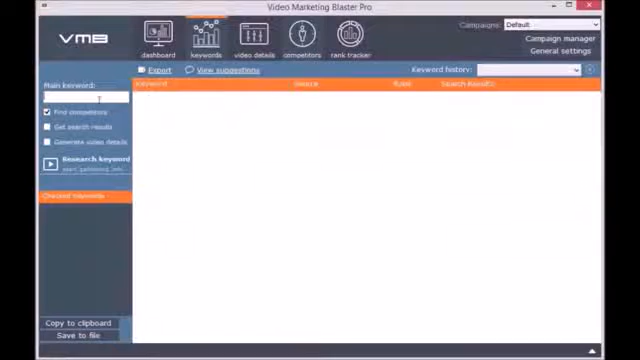 Video Marketing Blaster Pro
VMB
dashboard
keywords
video details
competitors
rank tracker
Campaigns: Default
Campaign manager
General settings
Export
View suggestions
Keyword history:
Main keyword:
Keyword
Source
Rank
Search Results
Find competitors
Get search results
Generate video details
Research keyword
Checked keywords
Copy to clipboard
Save to file